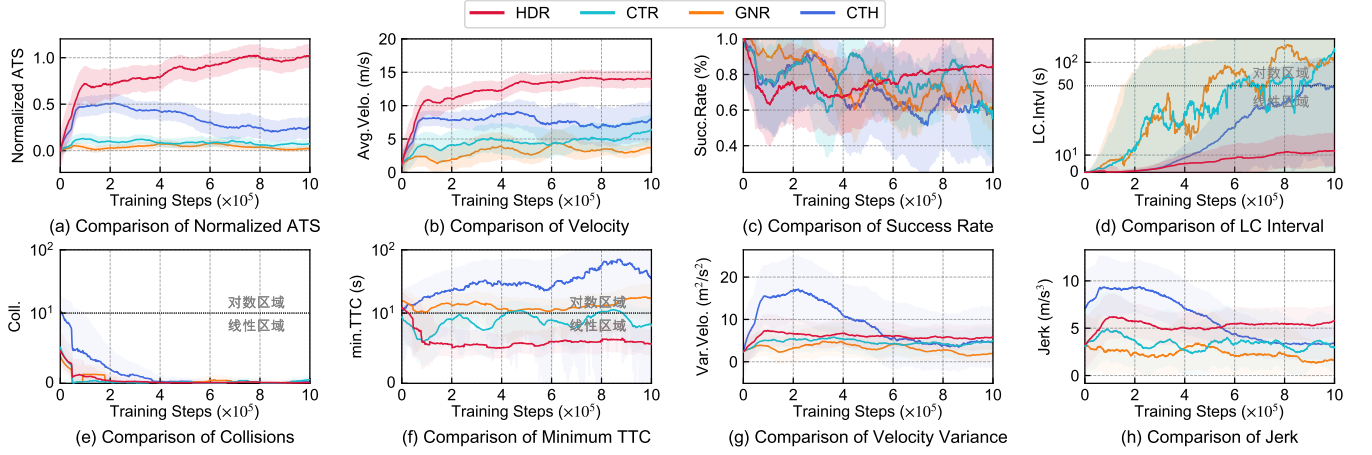 HDR CTR GNR CTH
Normalized ATS
1.0
0.5
0.0
0 2 4 6 8 10
Training Steps (×10⁵)
(a) Comparison of Normalized ATS
Avg.Velo. (m/s)
20
15
10
5
0
0 2 4 6 8 10
Training Steps (×10⁵)
(b) Comparison of Velocity
Succ.Rate (%)
1.0
0.8
0.6
0.4
0 2 4 6 8 10
Training Steps (×10⁵)
(c) Comparison of Success Rate
LC.Intvl (s)
10²
50
10¹
0
对数区域
线性区域
0 2 4 6 8 10
Training Steps (×10⁵)
(d) Comparison of LC Interval
Coll.
10²
10¹
0
对数区域
线性区域
0 2 4 6 8 10
Training Steps (×10⁵)
(e) Comparison of Collisions
min.TTC (s)
10²
10¹
0
对数区域
线性区域
0 2 4 6 8 10
Training Steps (×10⁵)
(f) Comparison of Minimum TTC
Var.Velo. (m²/s²)
20
10
0
0 2 4 6 8 10
Training Steps (×10⁵)
(g) Comparison of Velocity Variance
Jerk (m/s³)
10
5
0
0 2 4 6 8 10
Training Steps (×10⁵)
(h) Comparison of Jerk